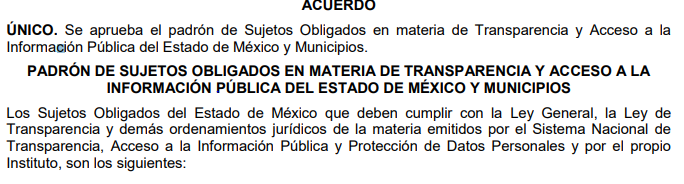 ACUERDO
ÚNICO. Se aprueba el padrón de Sujetos Obligados en materia de Transparencia y Acceso a la
Información Pública del Estado de México y Municipios.
PADRÓN DE SUJETOS OBLIGADOS EN MATERIA DE TRANSPARENCIA Y ACCESO A LA
INFORMACIÓN PÚBLICA DEL ESTADO DE MÉXICO Y MUNICIPIOS
Los Sujetos Obligados del Estado de México que deben cumplir con la Ley General, la Ley de
Transparencia y demás ordenamientos jurídicos de la materia emitidos por el Sistema Nacional de
Transparencia, Acceso a la Información Pública y Protección de Datos Personales y por el propio
Instituto, son los siguientes: